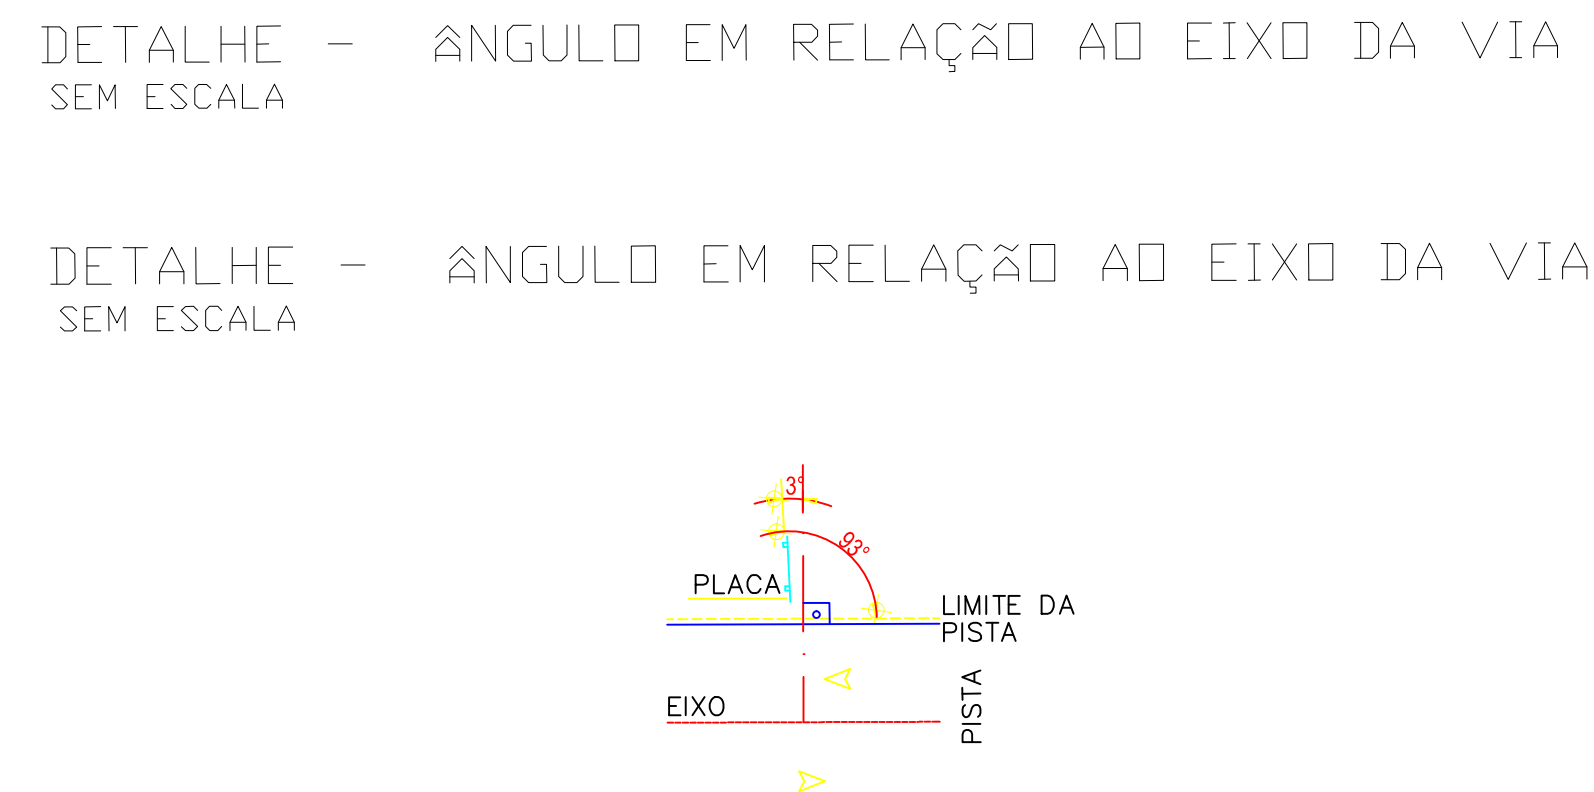 DETALHE - ÂNGULO EM RELAÇÃO AO EIXO DA VIA
SEM ESCALA
DETALHE - ÂNGULO EM RELAÇÃO AO EIXO DA VIA
SEM ESCALA
3°
93°
PLACA
LIMITE DA
PISTA
EIXO
PISTA